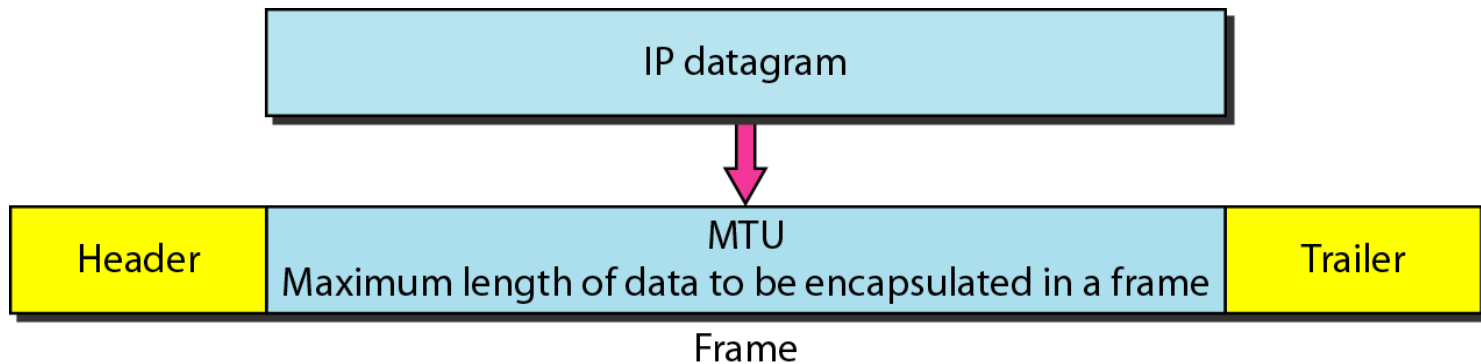 IP datagram
Header
MTU
Maximum length of data to be encapsulated in a frame
Trailer
Frame